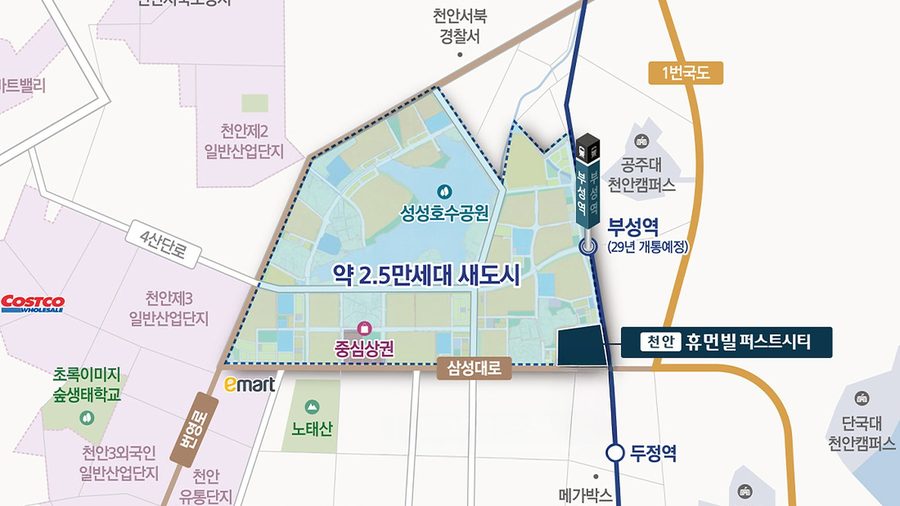 천안서북
경찰서
1번국도
마트밸리
천안제2
일반산업단지
공주대
천안캠퍼스
부성역
부성역
성성호수공원
부성역
(29년 개통예정)
4산단로
약 2.5만세대 새도시
COSTCO
WHOLESALE
천안제3
일반산업단지
중심상권
천안 휴먼빌 퍼스트시티
삼성대로
초록이미지
숲생태학교
emart
번영로
노태산
단국대
천안캠퍼스
천안3외국인
일반산업단지
두정역
천안
유통단지
메가박스